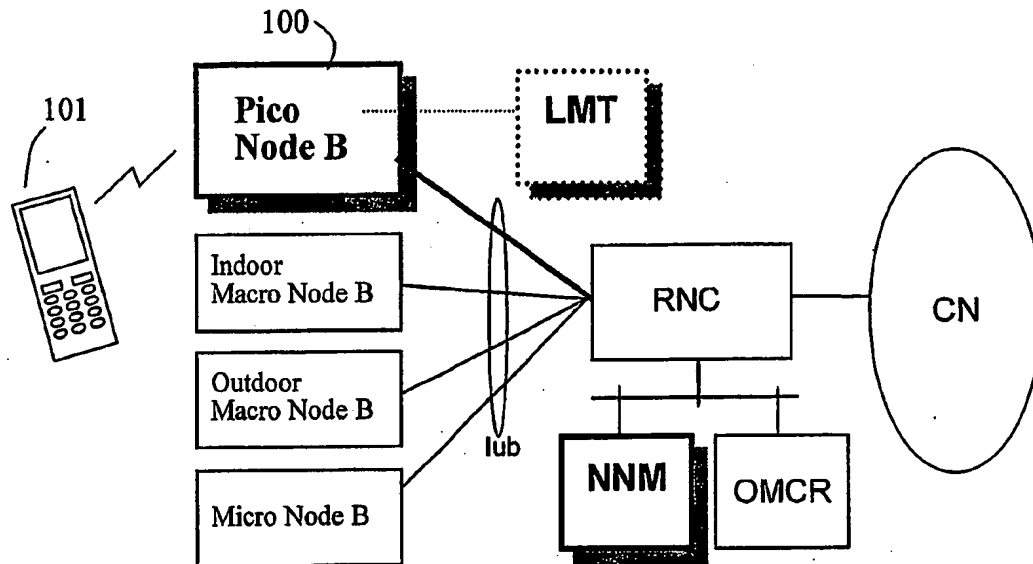 100
101
Pico
Node B
LMT
Indoor
Macro Node B
RNC
CN
Outdoor
Macro Node B
Iub
Micro Node B
NNM
OMCR